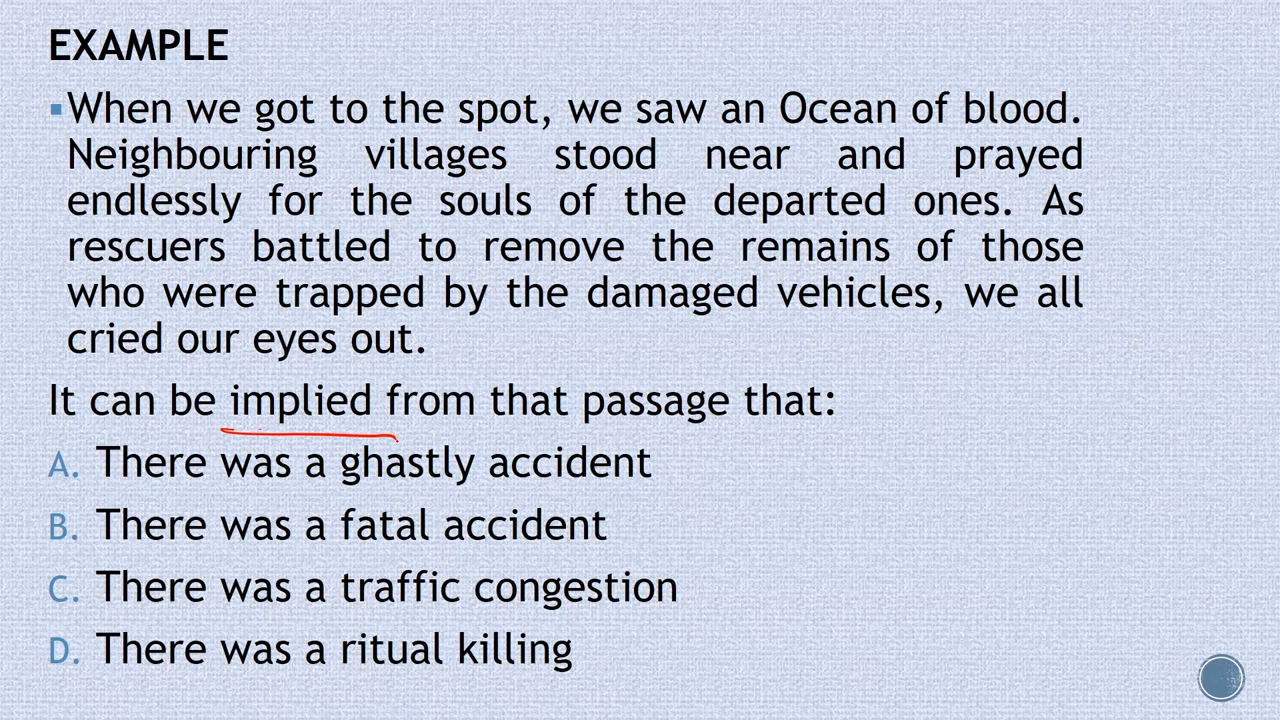 EXAMPLE
▪When we got to the spot, we saw an Ocean of blood.
Neighbouring villages stood near and prayed
endlessly for the souls of the departed ones. As
rescuers battled to remove the remains of those
who were trapped by the damaged vehicles, we all
cried our eyes out.
It can be implied from that passage that:
A. There was a ghastly accident
B. There was a fatal accident
C. There was a traffic congestion
D. There was a ritual killing